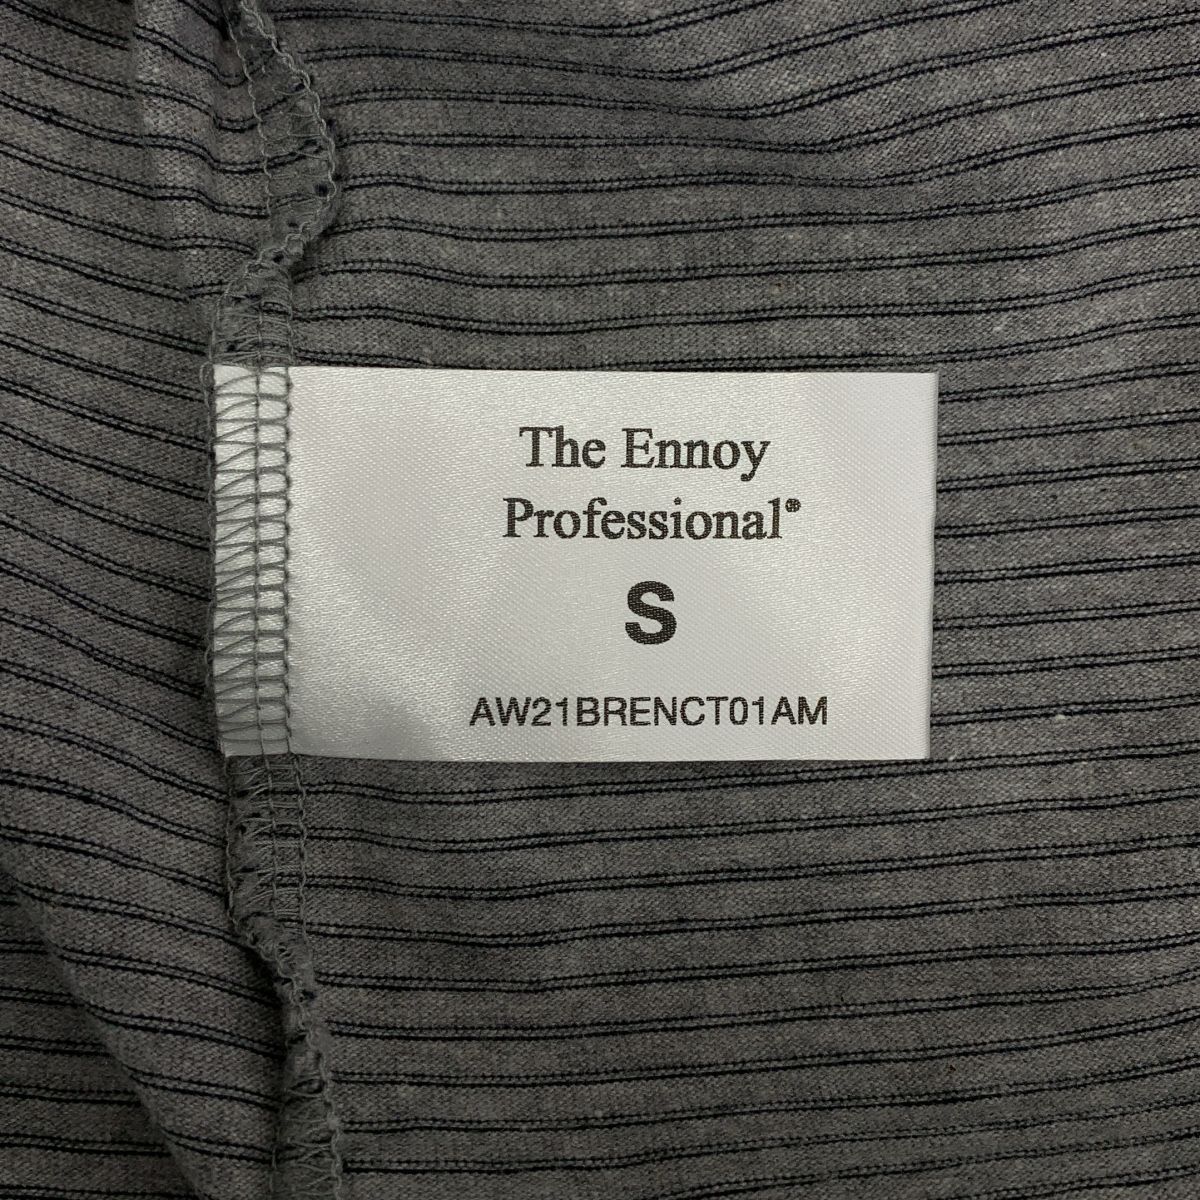 The Ennoy
Professional®
S
AW21BRENCT01AM